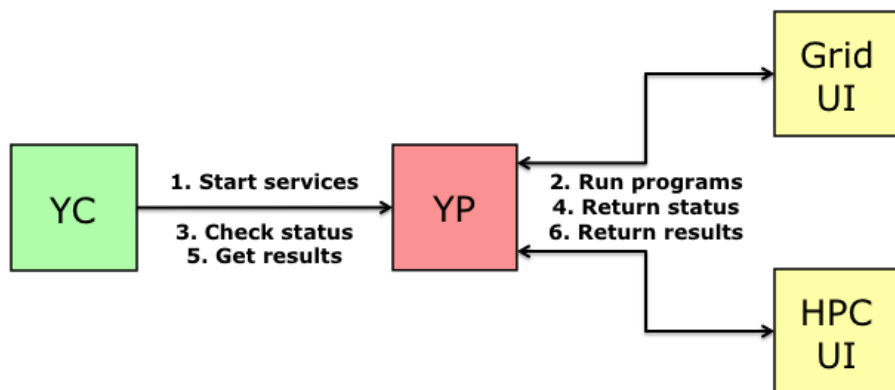 YC
1. Start services
3. Check status
5. Get results
YP
2. Run programs
4. Return status
6. Return results
Grid
UI
HPC
UI